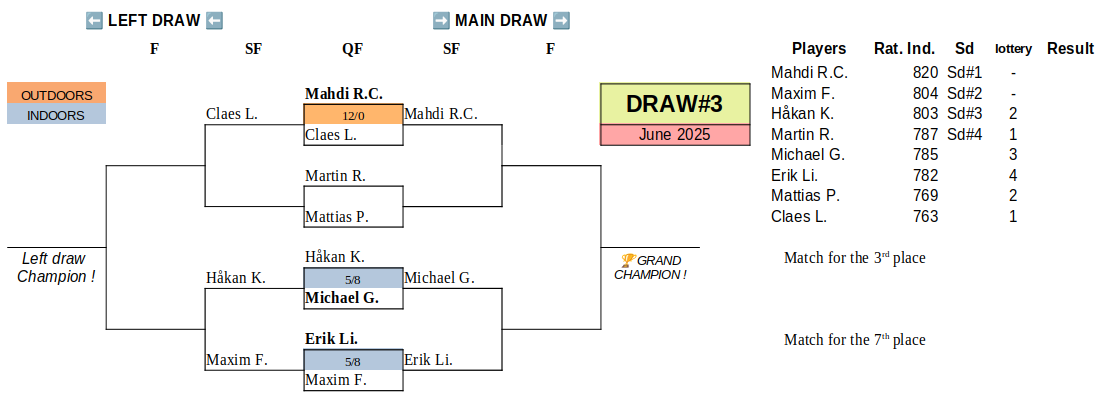 ⬅ LEFT DRAW ⬅ ➡ MAIN DRAW ➡
F SF QF SF F
Players Rat. Ind. Sd lottery Result
Mahdi R.C. 820 Sd#1 -
Maxim F. 804 Sd#2 -
Håkan K. 803 Sd#3 2
Martin R. 787 Sd#4 1
Michael G. 785 3
Erik Li. 782 4
Mattias P. 769 2
Claes L. 763 1
OUTDOORS
INDOORS
Mahdi R.C.
Claes L. 12/0 Mahdi R.C.
Claes L.
Martin R.
Mattias P.
Håkan K.
Håkan K. 5/8 Michael G.
Michael G.
Erik Li.
Maxim F. 5/8 Erik Li.
Maxim F.
Left draw
Champion !
DRAW#3
June 2025
🏆GRAND
CHAMPION !
Match for the 3rd place
Match for the 7th place